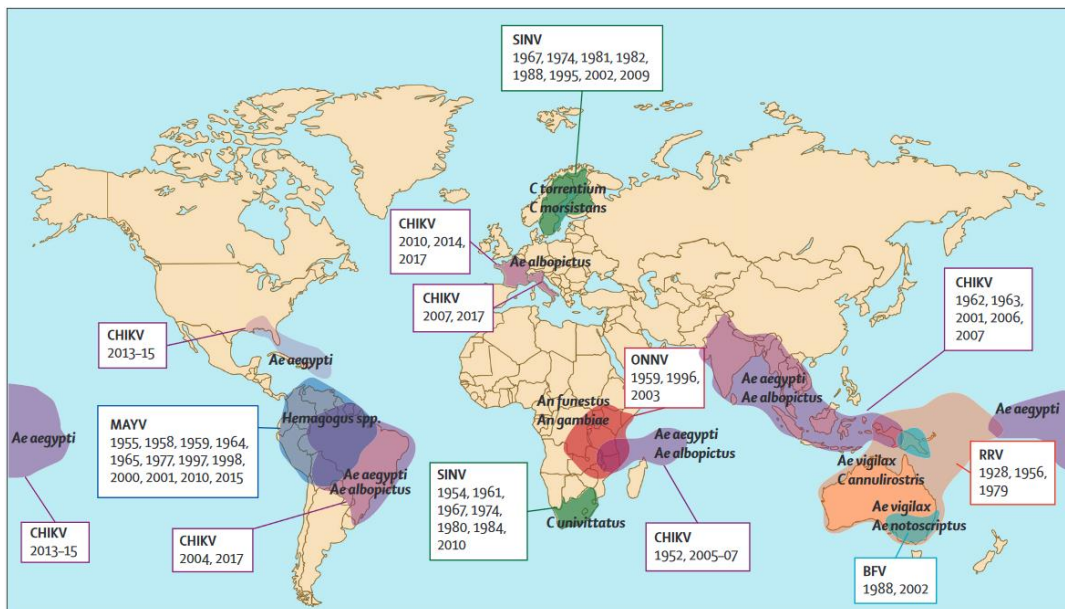 SINV
1967, 1974, 1981, 1982,
1988, 1995, 2002, 2009
C torrentium
C morsistans
CHIKV
2010, 2014,
2017
Ae albopictus
CHIKV
2007, 2017
CHIKV
1962, 1963,
2001, 2006,
2007
CHIKV
2013–15
Ae aegypti
ONNV
1959, 1996,
2003
An funestus
An gambiae
Ae aegypti
Ae albopictus
Hemagogus spp.
MAYV
1955, 1958, 1959, 1964,
1965, 1977, 1997, 1998,
2000, 2001, 2010, 2015
Ae aegypti
Ae aegypti
Ae albopictus
Ae aegypti
Ae albopictus
Ae aegypti
Ae vigilax
C annulirostris
RRV
1928, 1956,
1979
SINV
1954, 1961,
1967, 1974,
1980, 1984,
2010
C univittatus
Ae vigilax
Ae notoscriptus
CHIKV
2013–15
CHIKV
2004, 2017
CHIKV
1952, 2005–07
BFV
1988, 2002